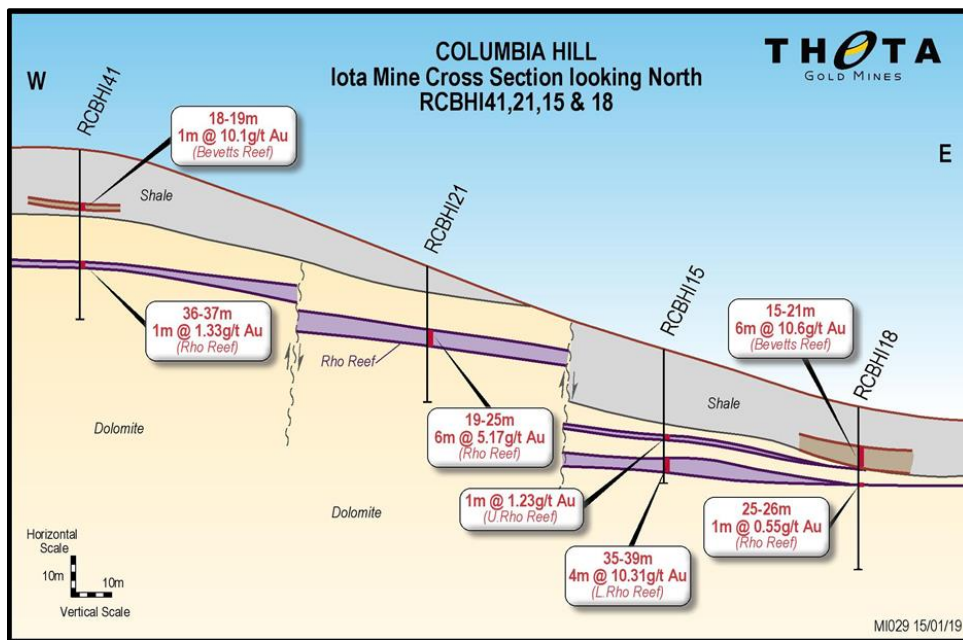 COLUMBIA HILL
Iota Mine Cross Section looking North
RCBHI41,21,15 & 18
THETA
GOLD MINES
W
E
RCBHI41
18-19m
1m @ 10.1g/t Au
(Bevetts Reef)
Shale
RCBHI21
RCBHI15
15-21m
6m @ 10.6g/t Au
(Bevetts Reef)
RCBHI18
36-37m
1m @ 1.33g/t Au
(Rho Reef)
Rho Reef
Shale
Dolomite
19-25m
6m @ 5.17g/t Au
(Rho Reef)
1m @ 1.23g/t Au
(U.Rho Reef)
25-26m
1m @ 0.55g/t Au
(Rho Reef)
Dolomite
35-39m
4m @ 10.31g/t Au
(L.Rho Reef)
Horizontal
Scale
10m
10m
Vertical Scale
MI029 15/01/19